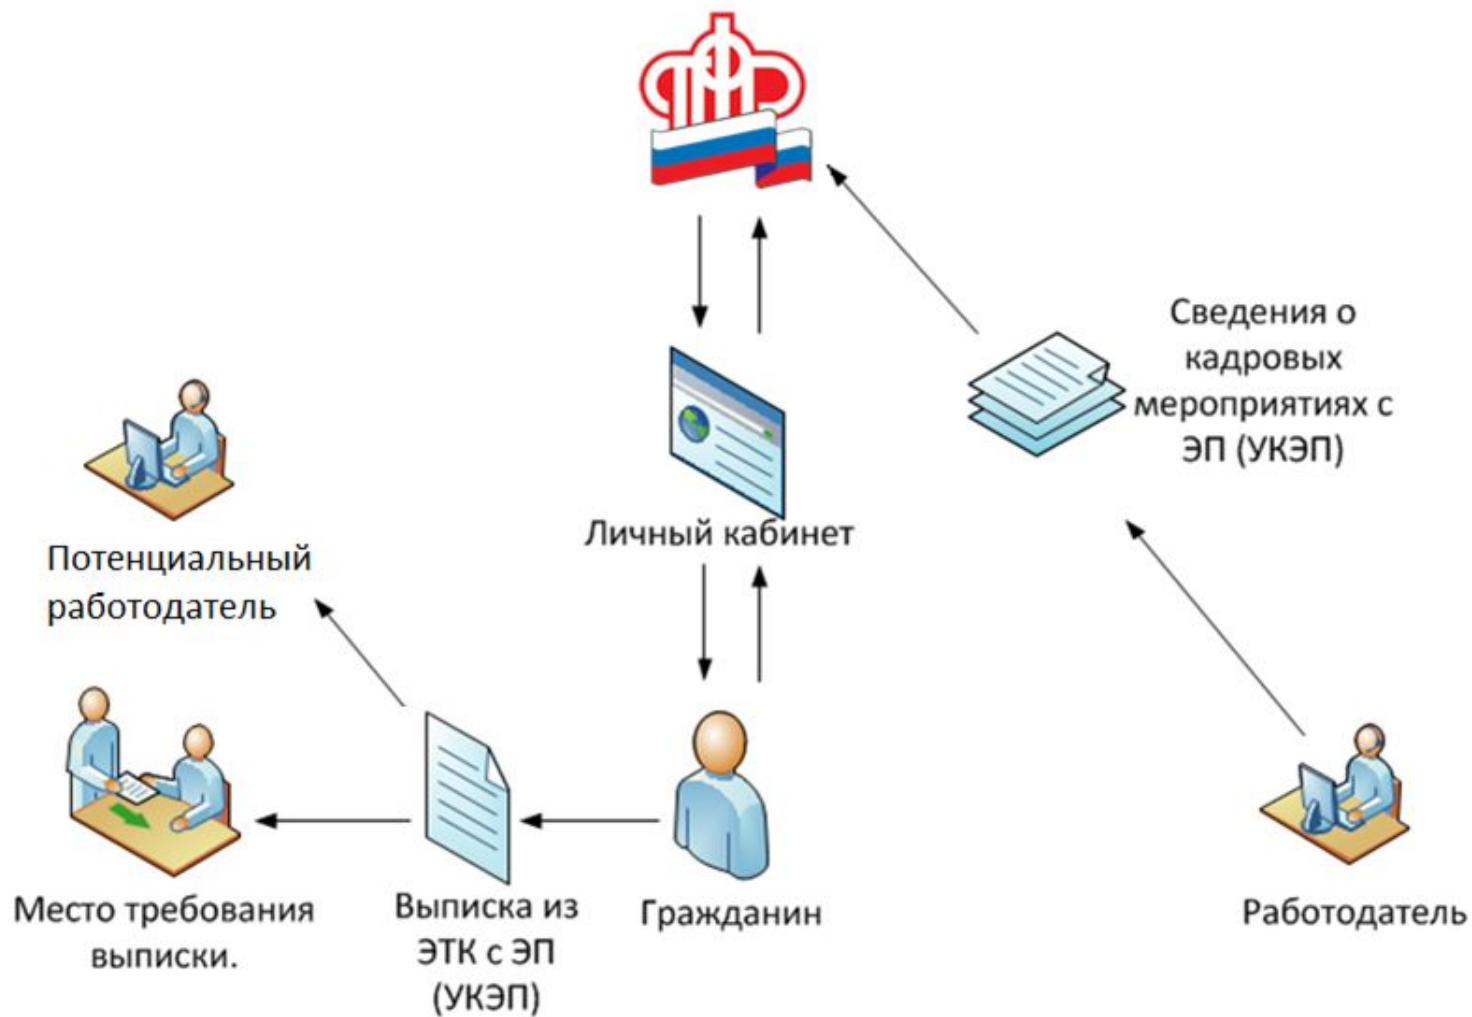 Сведения о
кадровых
мероприятиях с
ЭП (УКЭП)
Личный кабинет
Потенциальный
работодатель
Место требования
выписки.
Выписка из
ЭТК с ЭП
(УКЭП)
Гражданин
Работодатель